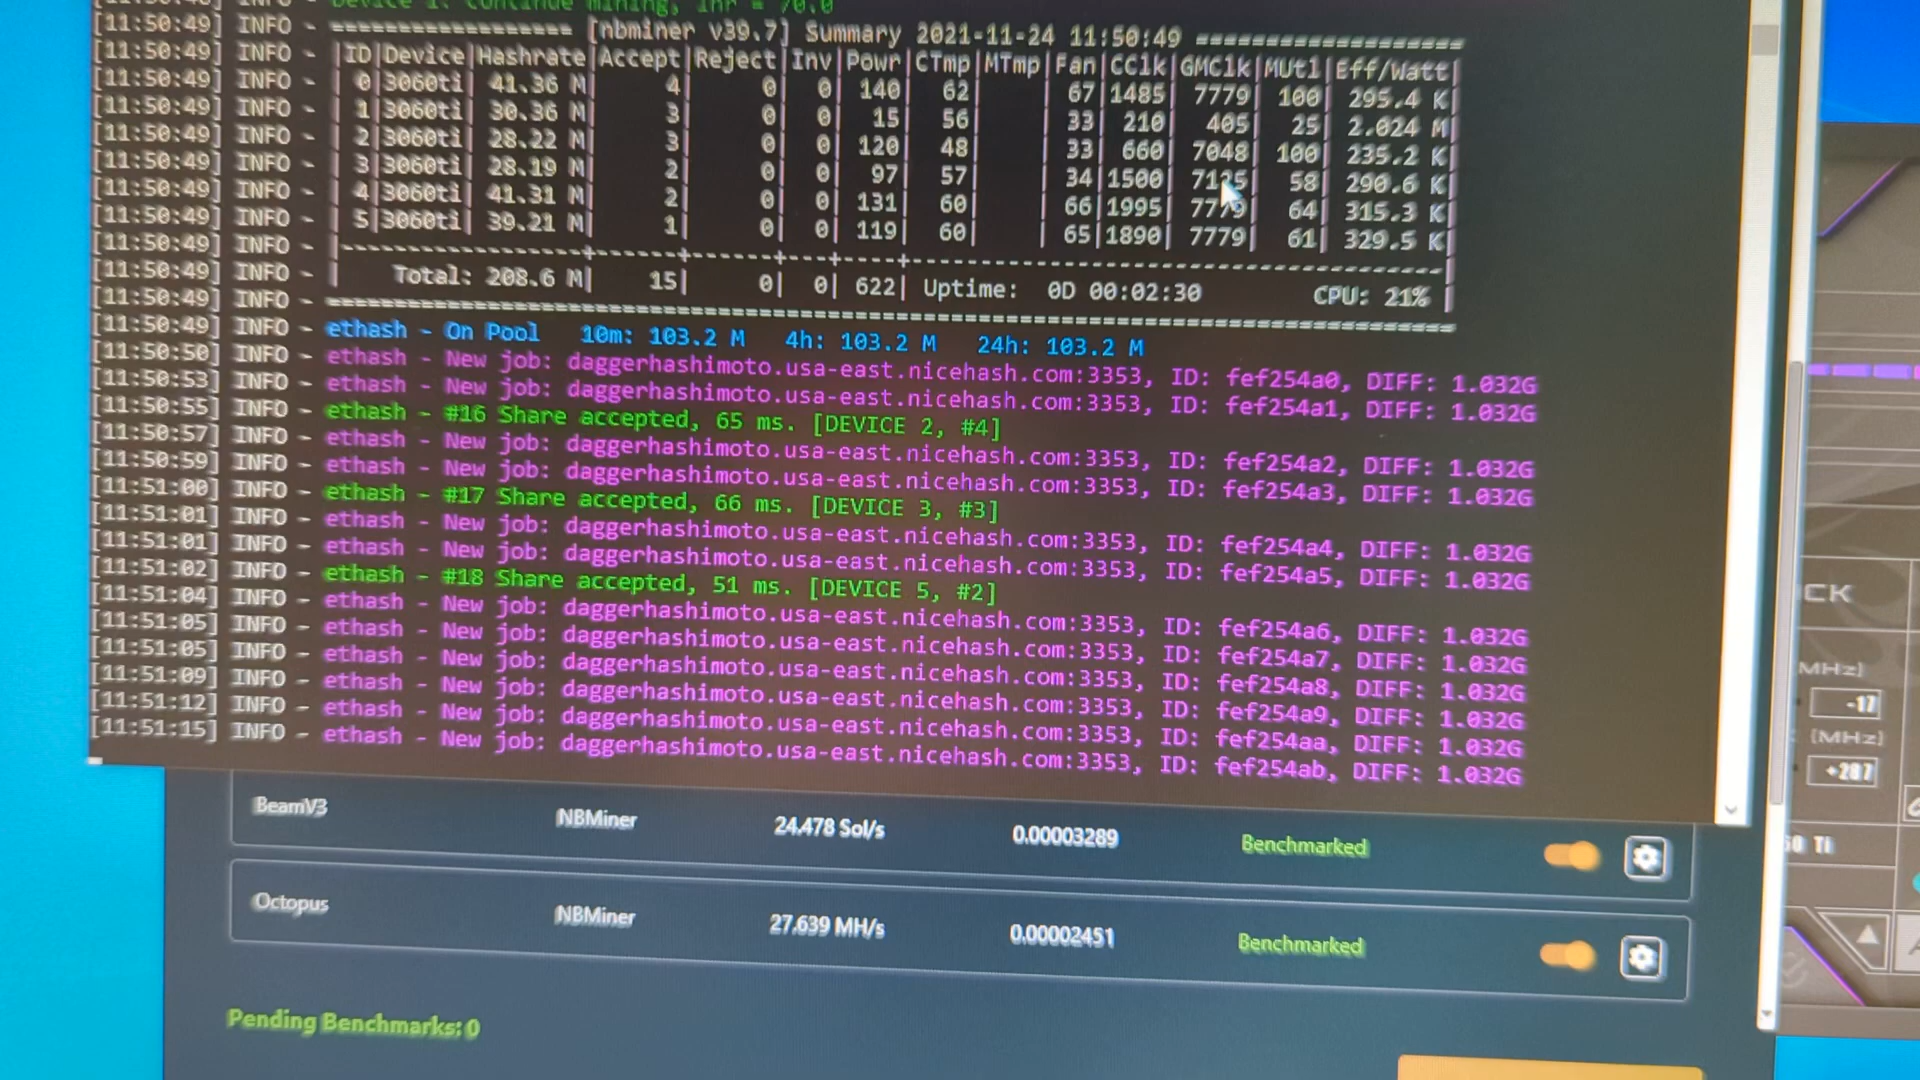 Device 1: continue mining, lhr = 70.0
[11:50:49] INFO - ================== [nbminer v39.7] Summary 2021-11-24 11:50:49 ====================
[11:50:49] INFO - |ID|Device|Hashrate|Accept|Reject|Inv|Powr|CTmp|MTmp|Fan|CClk|GMClk|MUtl|Eff/Watt|
[11:50:49] INFO - | 0|3060ti| 41.36 M| 4| 0| 0| 140| 62| | 67|1485| 7779| 100| 295.4 K|
[11:50:49] INFO - | 1|3060ti| 30.36 M| 3| 0| 0| 15| 56| | 33| 210| 405| 25| 2.024 M|
[11:50:49] INFO - | 2|3060ti| 28.22 M| 3| 0| 0| 120| 48| | 33| 660| 7048| 100| 235.2 K|
[11:50:49] INFO - | 3|3060ti| 28.19 M| 2| 0| 0| 97| 57| | 34|1500| 58| 290.6 K|
[11:50:49] INFO - | 4|3060ti| 41.31 M| 2| 0| 0| 131| 60| | 66|1995| 7779| 64| 315.3 K|
[11:50:49] INFO - | 5|3060ti| 39.21 M| 1| 0| 0| 119| 60| | 65|1890| 7779| 61| 329.5 K|
[11:50:49] INFO - |------------------+------+------+---+----+----------------------------------------|
[11:50:49] INFO - | Total: 208.6 M| 15| 0| 0| 622| Uptime: 0D 00:02:30 CPU: 21% |
[11:50:49] INFO - ====================================================================
[11:50:49] INFO - ethash - On Pool 10m: 103.2 M 4h: 103.2 M 24h: 103.2 M
[11:50:50] INFO - ethash - New job: daggerhashimoto.usa-east.nicehash.com:3353, ID: fef254a0, DIFF: 1.032G
[11:50:53] INFO - ethash - New job: daggerhashimoto.usa-east.nicehash.com:3353, ID: fef254a1, DIFF: 1.032G
[11:50:55] INFO - ethash - #16 Share accepted, 65 ms. [DEVICE 2, #4]
[11:50:57] INFO - ethash - New job: daggerhashimoto.usa-east.nicehash.com:3353, ID: fef254a2, DIFF: 1.032G
[11:50:59] INFO - ethash - New job: daggerhashimoto.usa-east.nicehash.com:3353, ID: fef254a3, DIFF: 1.032G
[11:51:00] INFO - ethash - #17 Share accepted, 66 ms. [DEVICE 3, #3]
[11:51:01] INFO - ethash - New job: daggerhashimoto.usa-east.nicehash.com:3353, ID: fef254a4, DIFF: 1.032G
[11:51:01] INFO - ethash - New job: daggerhashimoto.usa-east.nicehash.com:3353, ID: fef254a5, DIFF: 1.032G
[11:51:02] INFO - ethash - #18 Share accepted, 51 ms. [DEVICE 5, #2]
[11:51:04] INFO - ethash - New job: daggerhashimoto.usa-east.nicehash.com:3353, ID: fef254a6, DIFF: 1.032G
[11:51:05] INFO - ethash - New job: daggerhashimoto.usa-east.nicehash.com:3353, ID: fef254a7, DIFF: 1.032G
[11:51:05] INFO - ethash - New job: daggerhashimoto.usa-east.nicehash.com:3353, ID: fef254a8, DIFF: 1.032G
[11:51:09] INFO - ethash - New job: daggerhashimoto.usa-east.nicehash.com:3353, ID: fef254a9, DIFF: 1.032G
[11:51:12] INFO - ethash - New job: daggerhashimoto.usa-east.nicehash.com:3353, ID: fef254aa, DIFF: 1.032G
[11:51:15] INFO - ethash - New job: daggerhashimoto.usa-east.nicehash.com:3353, ID: fef254ab, DIFF: 1.032G
CK
MHz]
-17
(MHz]
+287
60 Ti
BeamV3 NBMiner 24.478 Sol/s 0.00003289 Benchmarked
Octopus NBMiner 27.639 MH/s 0.00002451 Benchmarked
Pending Benchmarks: 0